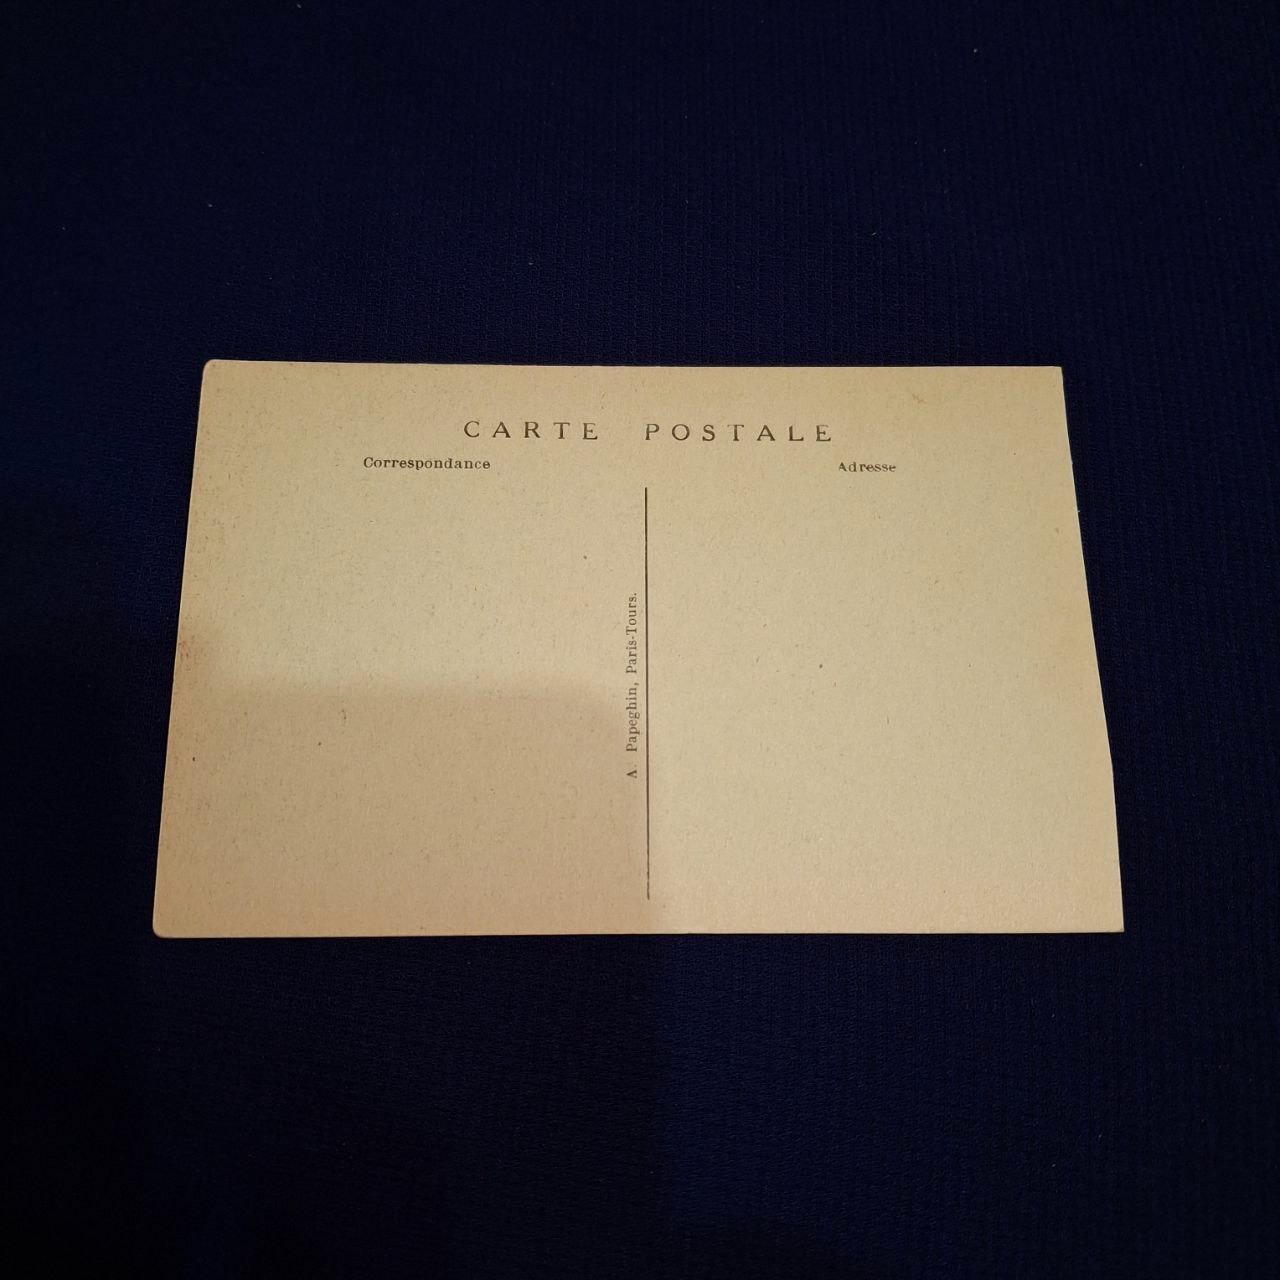 CARTE POSTALE
Correspondance
Adresse
A. Papeghin, Paris-Tours.